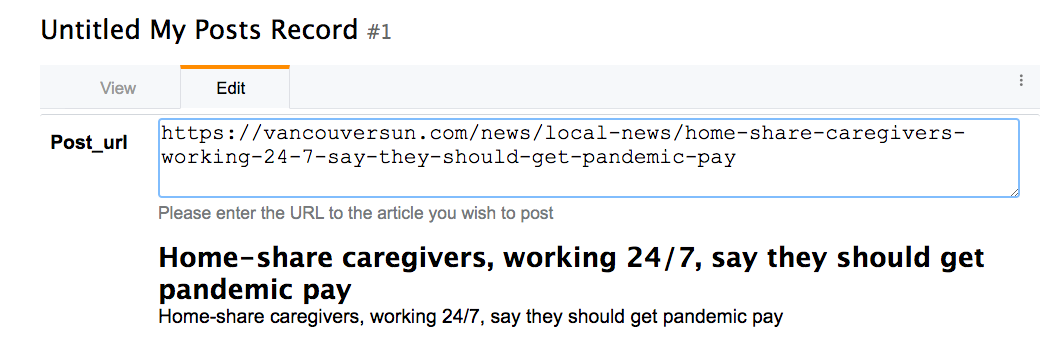 Untitled My Posts Record #1
View Edit
Post_url
https://vancouversun.com/news/local-news/home-share-caregivers-
working-24-7-say-they-should-get-pandemic-pay
Please enter the URL to the article you wish to post
Home-share caregivers, working 24/7, say they should get
pandemic pay
Home-share caregivers, working 24/7, say they should get pandemic pay